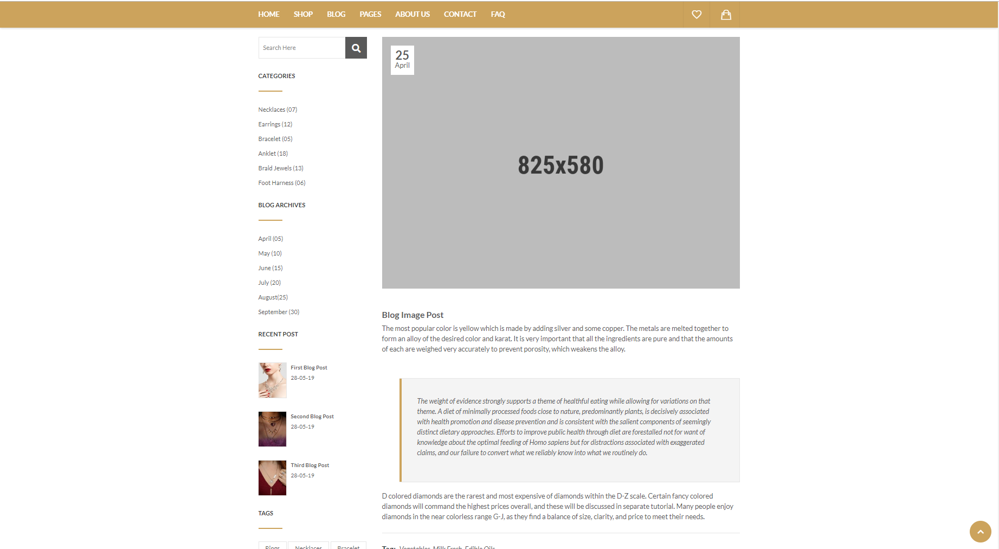 HOME SHOP BLOG PAGES ABOUT US CONTACT FAQ
Search Here
CATEGORIES
Necklaces (07)
Earrings (12)
Bracelet (05)
Anklet (18)
Braid Jewels (13)
Foot Harness (06)
BLOG ARCHIVES
April (05)
May (10)
June (15)
July (20)
August(25)
September (30)
RECENT POST
First Blog Post
28-05-19
Second Blog Post
28-05-19
Third Blog Post
28-05-19
TAGS
Rings Necklaces Bracelet
25
April
825x580
Blog Image Post
The most popular color is yellow which is made by adding silver and some copper. The metals are melted together to
form an alloy of the desired color and karat. It is very important that all the ingredients are pure and that the amounts
of each are weighed very accurately to prevent porosity, which weakens the alloy.
The weight of evidence strongly supports a theme of healthful eating while allowing for variations on that
theme. A diet of minimally processed foods close to nature, predominantly plants, is decisively associated
with health promotion and disease prevention and is consistent with the salient components of seemingly
distinct dietary approaches. Efforts to improve public health through diet are forestalled not for want of
knowledge about the optimal feeding of Homo sapiens but for distractions associated with exaggerated
claims, and our failure to convert what we reliably know into what we routinely do.
D colored diamonds are the rarest and most expensive of diamonds within the D-Z scale. Certain fancy colored
diamonds will command the highest prices overall, and these will be discussed in separate tutorial. Many people enjoy
diamonds in the near colorless range G-J, as they find a balance of size, clarity, and price to meet their needs.
Tag: Vegetables, Milk Fresh, Edible Oils